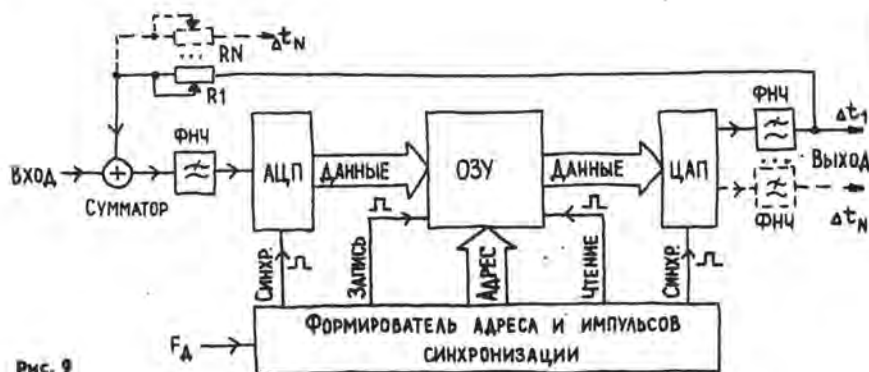 RN
Δt_N
R1
ФНЧ
ФНЧ
Δt_1
ВХОД
СУММАТОР
АЦП
ДАННЫЕ
ОЗУ
ДАННЫЕ
ЦАП
ВЫХОД
ФНЧ
Δt_N
СИНХР.
ЗАПИСЬ
АДРЕС
ЧТЕНИЕ
СИНХР.
F_Д
ФОРМИРОВАТЕЛЬ АДРЕСА И ИМПУЛЬСОВ
СИНХРОНИЗАЦИИ
Рис. 9